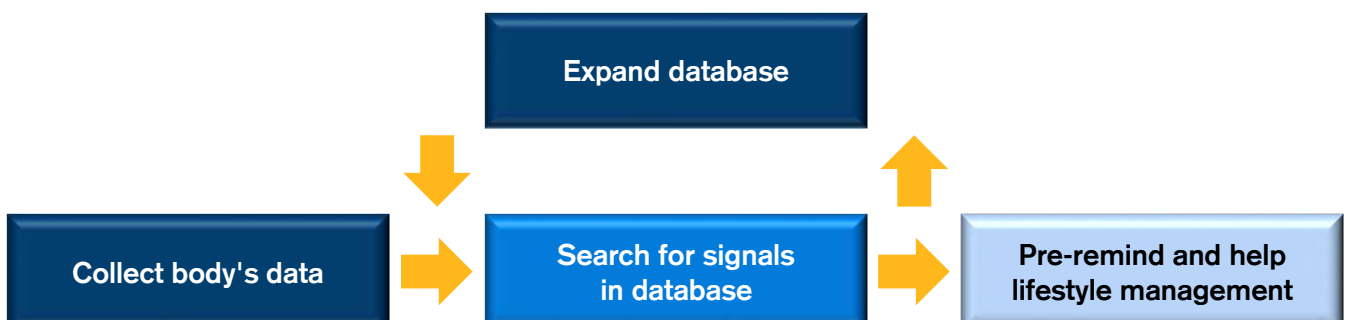 Expand database
Collect body's data
Search for signals
in database
Pre-remind and help
lifestyle management